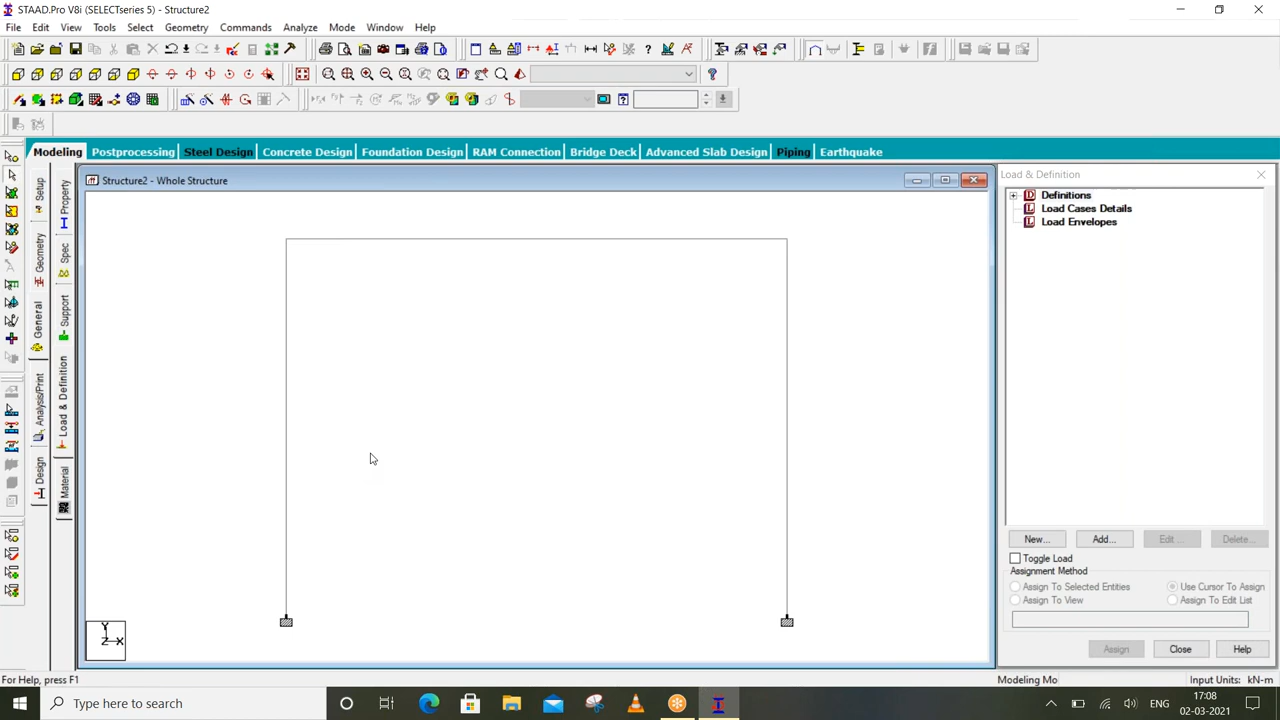 STAAD.Pro V8i (SELECTseries 5) - Structure2
File Edit View Tools Select Geometry Commands Analyze Mode Window Help
Modeling Postprocessing Steel Design Concrete Design Foundation Design RAM Connection Bridge Deck Advanced Slab Design Piping Earthquake
Structure2 - Whole Structure
Load & Definition
Setup
Geometry
General
Analysis/Print
Design
Property
Spec
Support
Load & Definition
Material
Definitions
Load Cases Details
Load Envelopes
New... Add... Edit ... Delete...
Toggle Load
Assignment Method
Assign To Selected Entities Use Cursor To Assign
Assign To View Assign To Edit List
Assign Close Help
Y
Z X
For Help, press F1
Modeling Mo Input Units: kN-m
Type here to search
ENG
17:08
02-03-2021